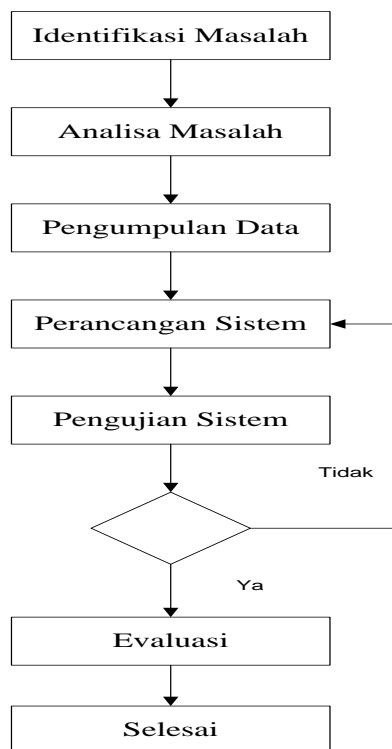 Identifikasi Masalah
Analisa Masalah
Pengumpulan Data
Perancangan Sistem
Pengujian Sistem
Tidak
Ya
Evaluasi
Selesai